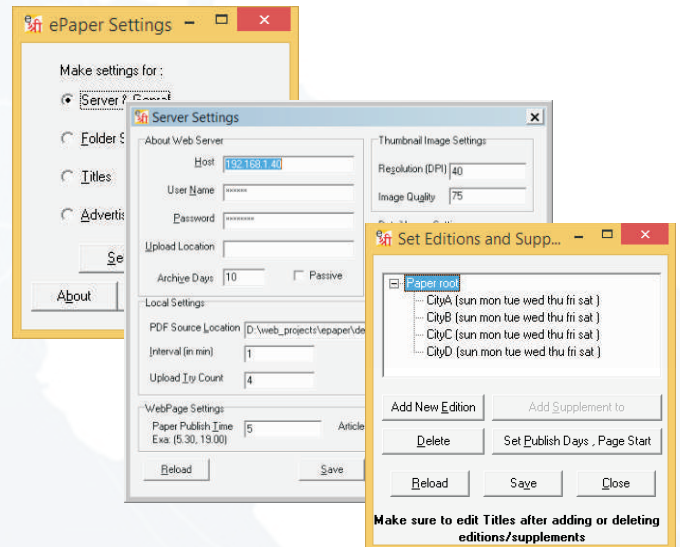 ePaper Settings
Make settings for :
Server & Genral
Folder S
Titles
Advertis
Se
About
Server Settings
About Web Server
Host 192.168.1.40
User Name ××××××
Password ××××××××
Upload Location
Archive Days 10 Passive
Local Settings
PDF Source Location D:\web_projects\epaper\de
Interval (in min) 1
Upload Try Count 4
WebPage Settings
Paper Publish Time 5 Article
Exa: (5.30, 19.00)
Reload Save
Thumbnail Image Settings
Resolution (DPI) 40
Image Quality 75
Set Editions and Supp...
Paper root
CityA (sun mon tue wed thu fri sat )
CityB (sun mon tue wed thu fri sat )
CityC (sun mon tue wed thu fri sat )
CityD (sun mon tue wed thu fri sat )
Add New Edition Add Supplement to
Delete Set Publish Days , Page Start
Reload Save Close
Make sure to edit Titles after adding or deleting
editions/supplements